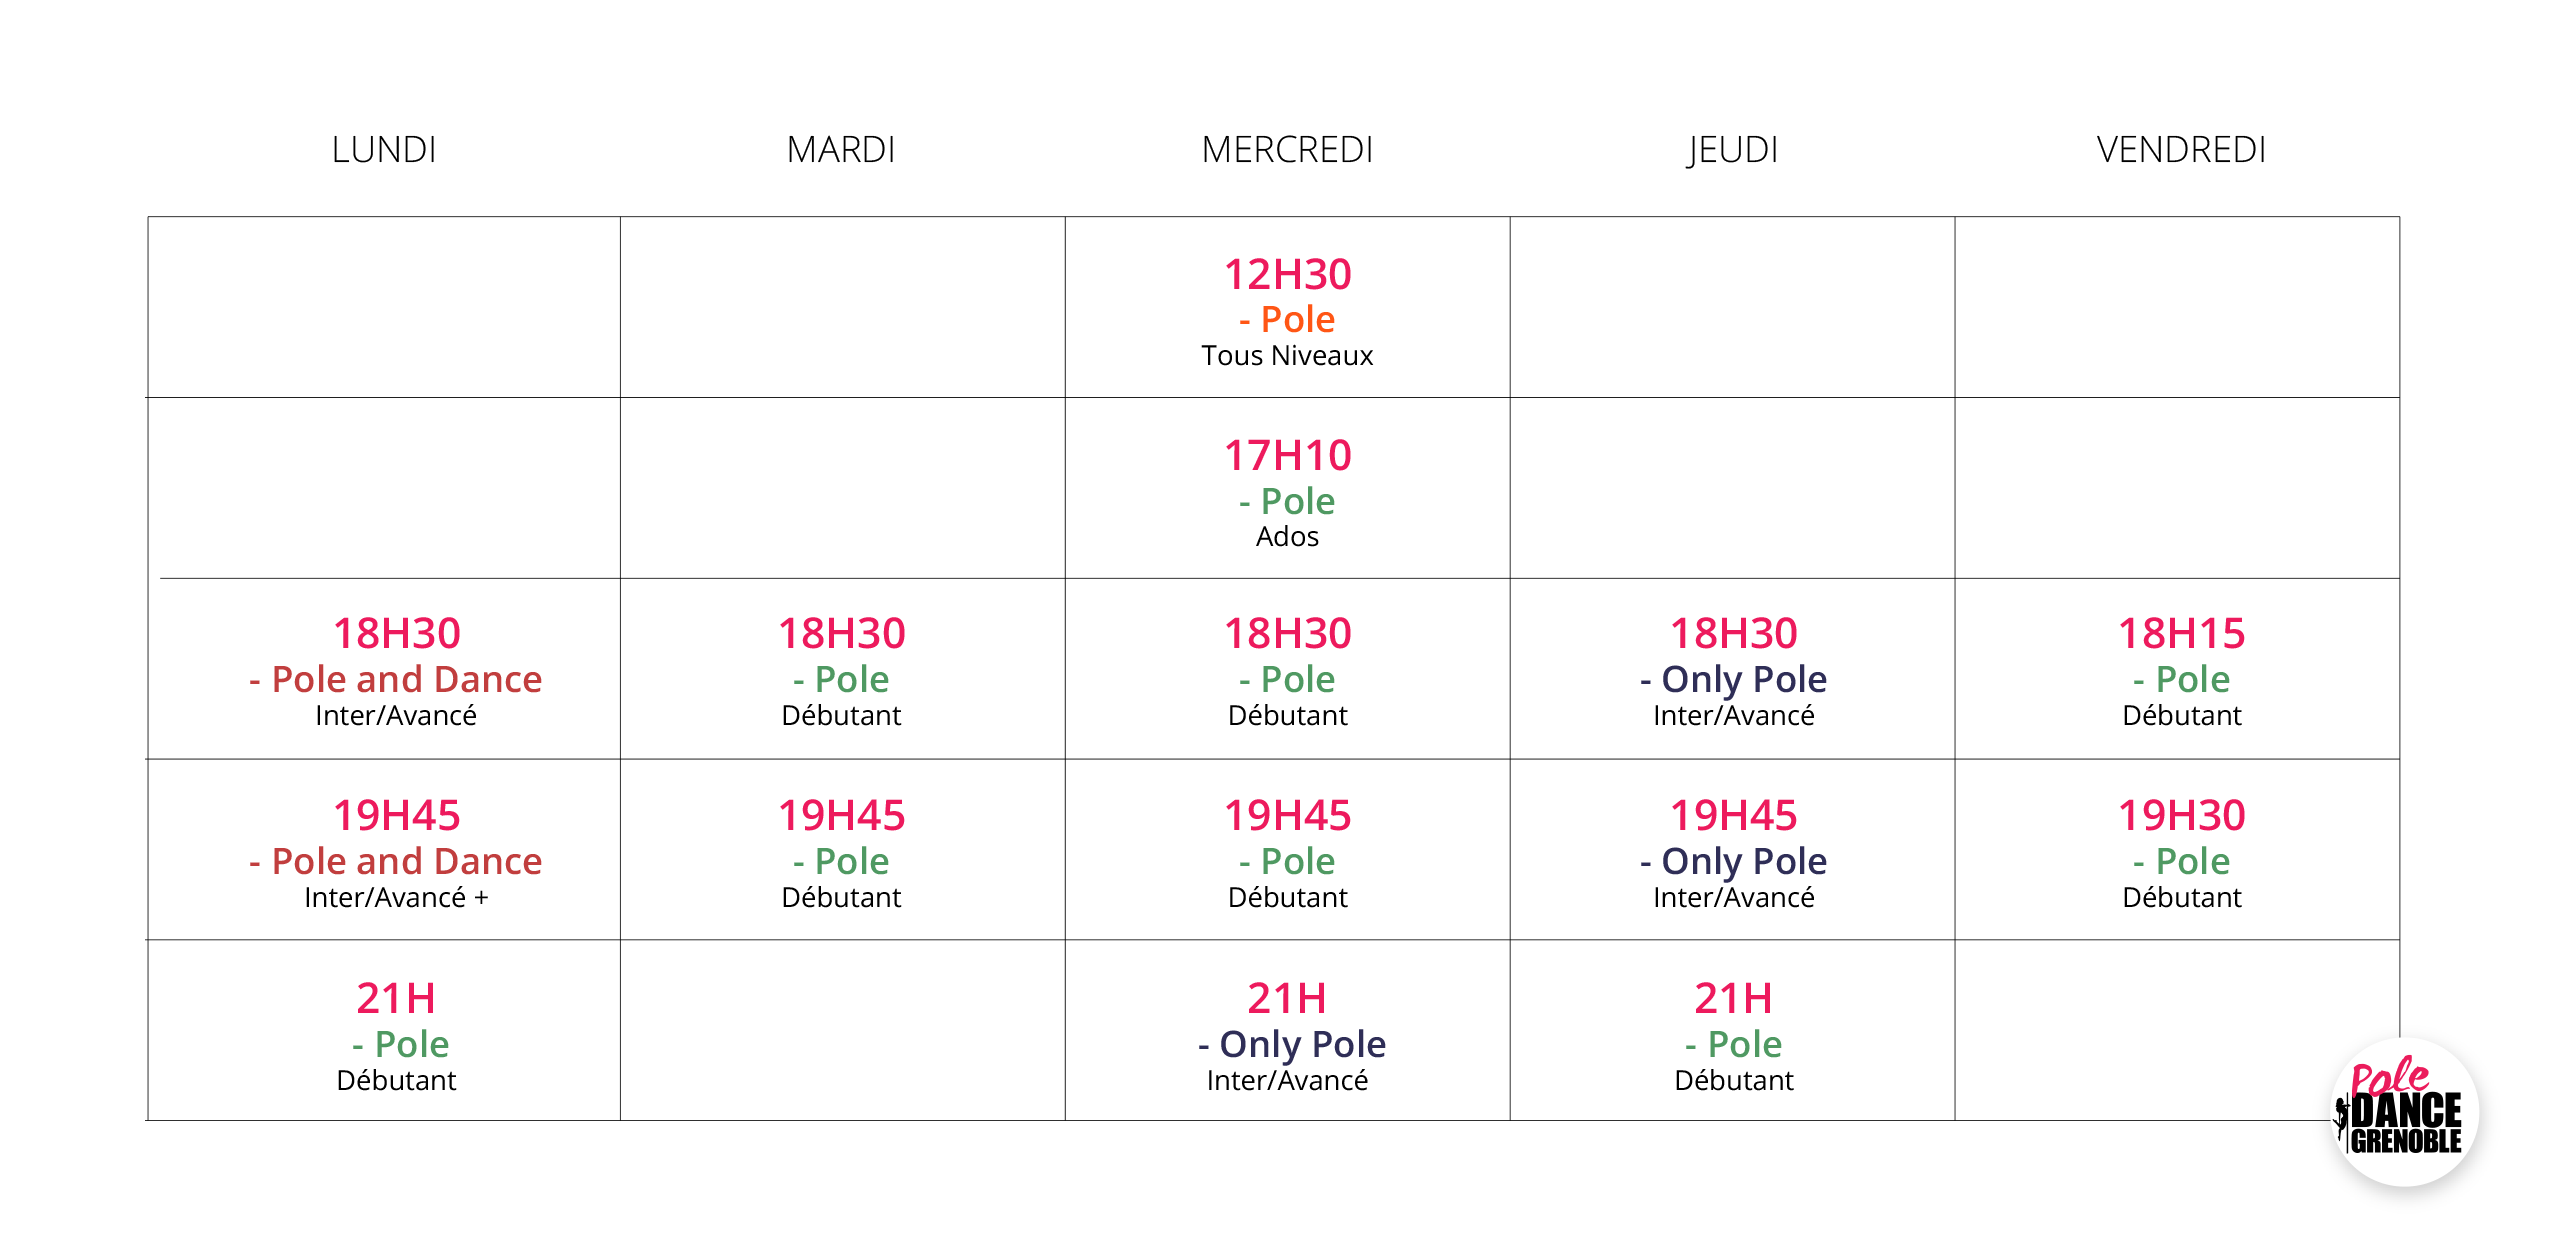 LUNDI
MARDI
MERCREDI
JEUDI
VENDREDI
12H30
- Pole
Tous Niveaux
17H10
- Pole
Ados
18H30
- Pole and Dance
Inter/Avancé
18H30
- Pole
Débutant
18H30
- Pole
Débutant
18H30
- Only Pole
Inter/Avancé
18H15
- Pole
Débutant
19H45
- Pole and Dance
Inter/Avancé +
19H45
- Pole
Débutant
19H45
- Pole
Débutant
19H45
- Only Pole
Inter/Avancé
19H30
- Pole
Débutant
21H
- Pole
Débutant
21H
- Only Pole
Inter/Avancé
21H
- Pole
Débutant
Pole
DANCE
GRENOBLE